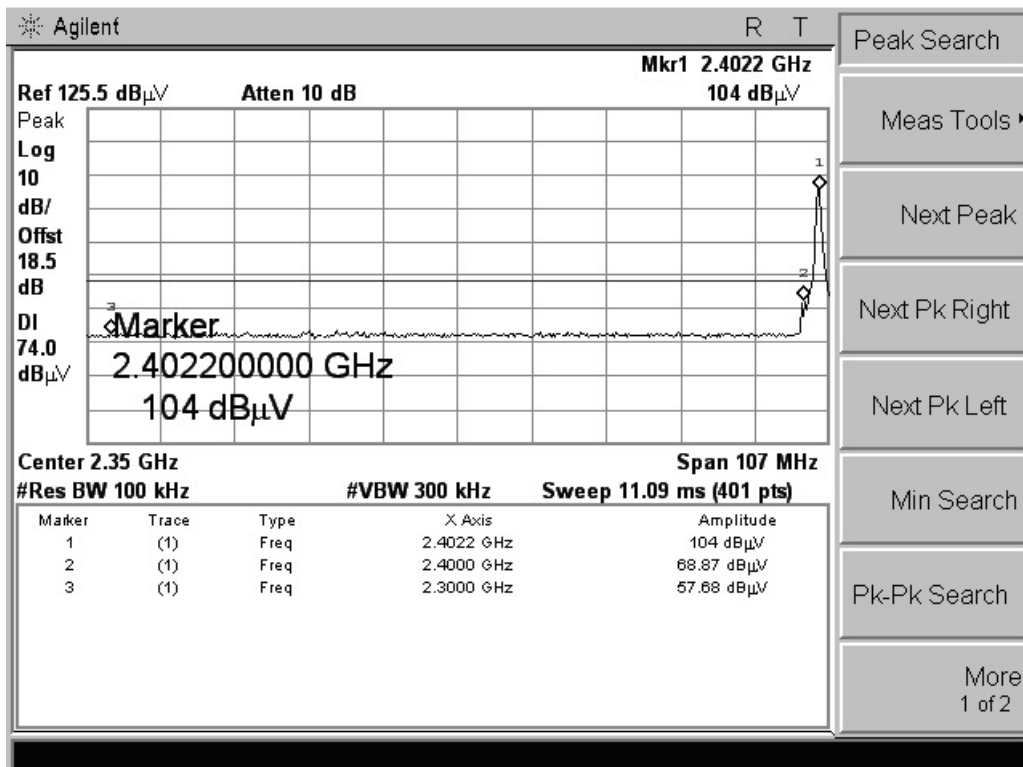 Agilent R T
Mkr1 2.4022 GHz
Ref 125.5 dBμV Atten 10 dB 104 dBμV
Peak
Log
10
dB/
Offst
18.5
dB
DI
74.0
dBμV
1
2
3
Marker
2.402200000 GHz
104 dBμV
Center 2.35 GHz Span 107 MHz
#Res BW 100 kHz #VBW 300 kHz Sweep 11.09 ms (401 pts)
Marker Trace Type X Axis Amplitude
1 (1) Freq 2.4022 GHz 104 dBμV
2 (1) Freq 2.4000 GHz 68.87 dBμV
3 (1) Freq 2.3000 GHz 57.68 dBμV
Peak Search
Meas Tools
Next Peak
Next Pk Right
Next Pk Left
Min Search
Pk-Pk Search
More
1 of 2